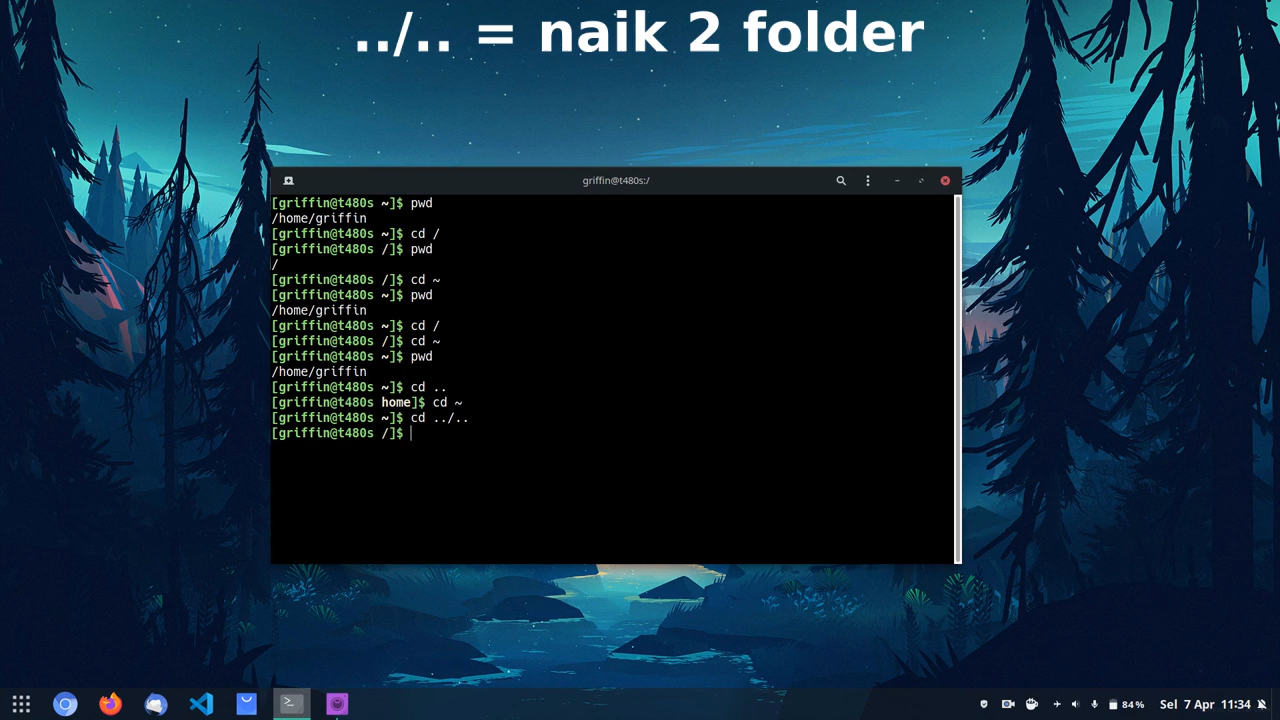 ../.. = naik 2 folder
griffin@t480s:/
[griffin@t480s ~]$ pwd
/home/griffin
[griffin@t480s ~]$ cd /
[griffin@t480s /]$ pwd
/
[griffin@t480s /]$ cd ~
[griffin@t480s ~]$ pwd
/home/griffin
[griffin@t480s ~]$ cd /
[griffin@t480s /]$ cd ~
[griffin@t480s ~]$ pwd
/home/griffin
[griffin@t480s ~]$ cd ..
[griffin@t480s home]$ cd ~
[griffin@t480s ~]$ cd ../..
[griffin@t480s /]$
84 % Sel 7 Apr 11:34